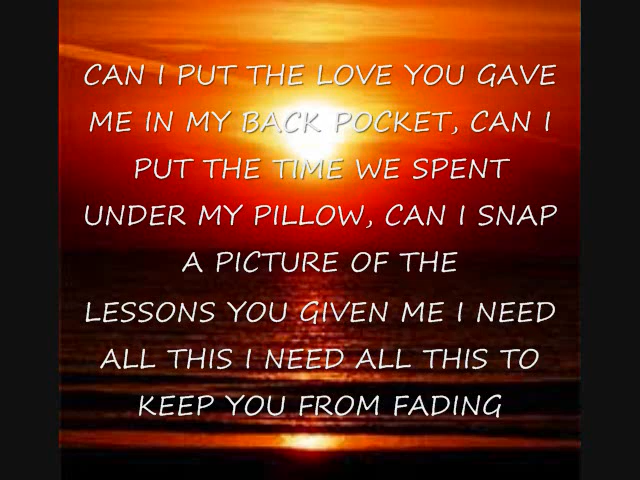 CAN I PUT THE LOVE YOU GAVE
ME IN MY BACK POCKET, CAN I
PUT THE TIME WE SPENT
UNDER MY PILLOW, CAN I SNAP
A PICTURE OF THE
LESSONS YOU GIVEN ME I NEED
ALL THIS I NEED ALL THIS TO
KEEP YOU FROM FADING